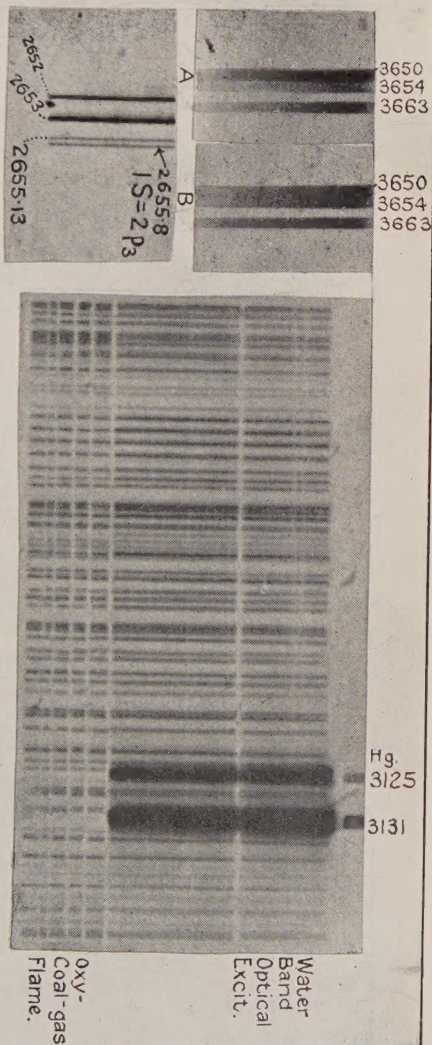 2652
2653
2655.13
2655.8
1S=2p₃
A
3650
3654
3663
B
3650
3654
3663
Hg.
3125
3131
Water
Band
Optical
Excit.
Oxy-
Coal-gas
Flame.